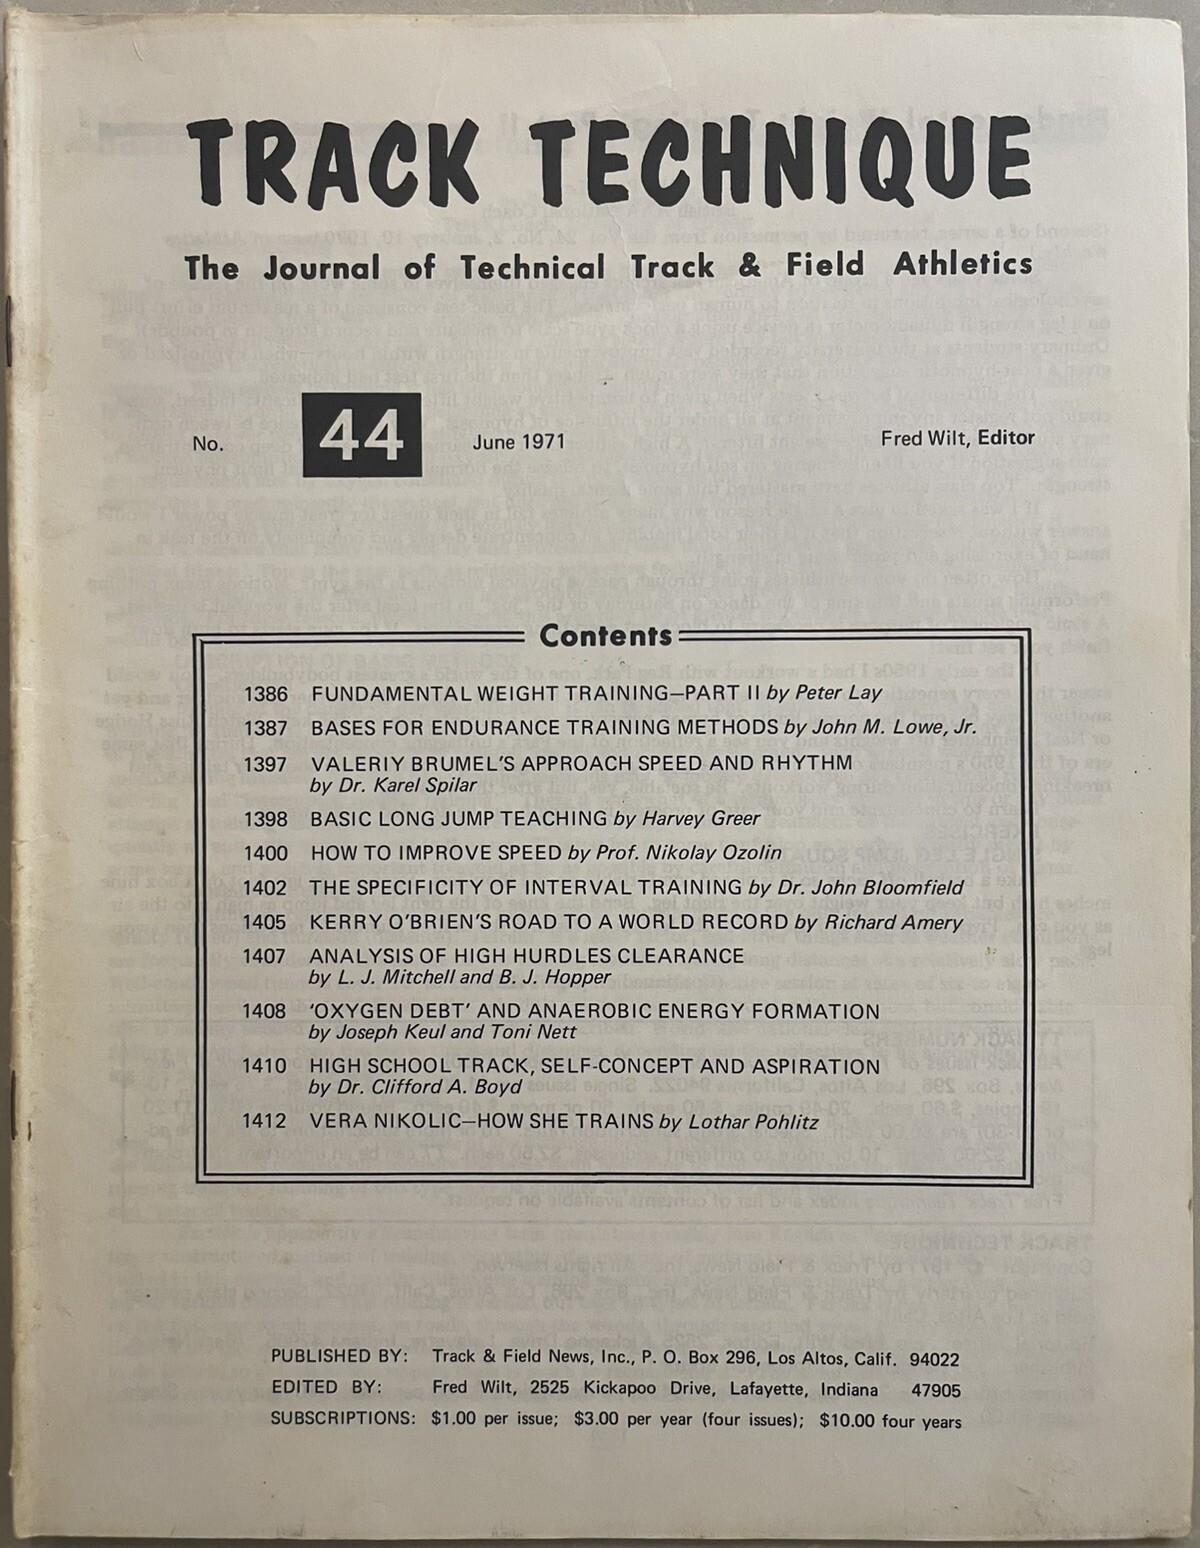 TRACK TECHNIQUE
The Journal of Technical Track & Field Athletics
No. 44 June 1971 Fred Wilt, Editor
Contents
1386 FUNDAMENTAL WEIGHT TRAINING—PART II by Peter Lay
1387 BASES FOR ENDURANCE TRAINING METHODS by John M. Lowe, Jr.
1397 VALERIY BRUMEL'S APPROACH SPEED AND RHYTHM
by Dr. Karel Spilar
1398 BASIC LONG JUMP TEACHING by Harvey Greer
1400 HOW TO IMPROVE SPEED by Prof. Nikolay Ozolin
1402 THE SPECIFICITY OF INTERVAL TRAINING by Dr. John Bloomfield
1405 KERRY O'BRIEN'S ROAD TO A WORLD RECORD by Richard Amery
1407 ANALYSIS OF HIGH HURDLES CLEARANCE
by L. J. Mitchell and B. J. Hopper
1408 'OXYGEN DEBT' AND ANAEROBIC ENERGY FORMATION
by Joseph Keul and Toni Nett
1410 HIGH SCHOOL TRACK, SELF-CONCEPT AND ASPIRATION
by Dr. Clifford A. Boyd
1412 VERA NIKOLIC—HOW SHE TRAINS by Lothar Pohlitz
PUBLISHED BY: Track & Field News, Inc., P. O. Box 296, Los Altos, Calif. 94022
EDITED BY: Fred Wilt, 2525 Kickapoo Drive, Lafayette, Indiana 47905
SUBSCRIPTIONS: $1.00 per issue; $3.00 per year (four issues); $10.00 four years